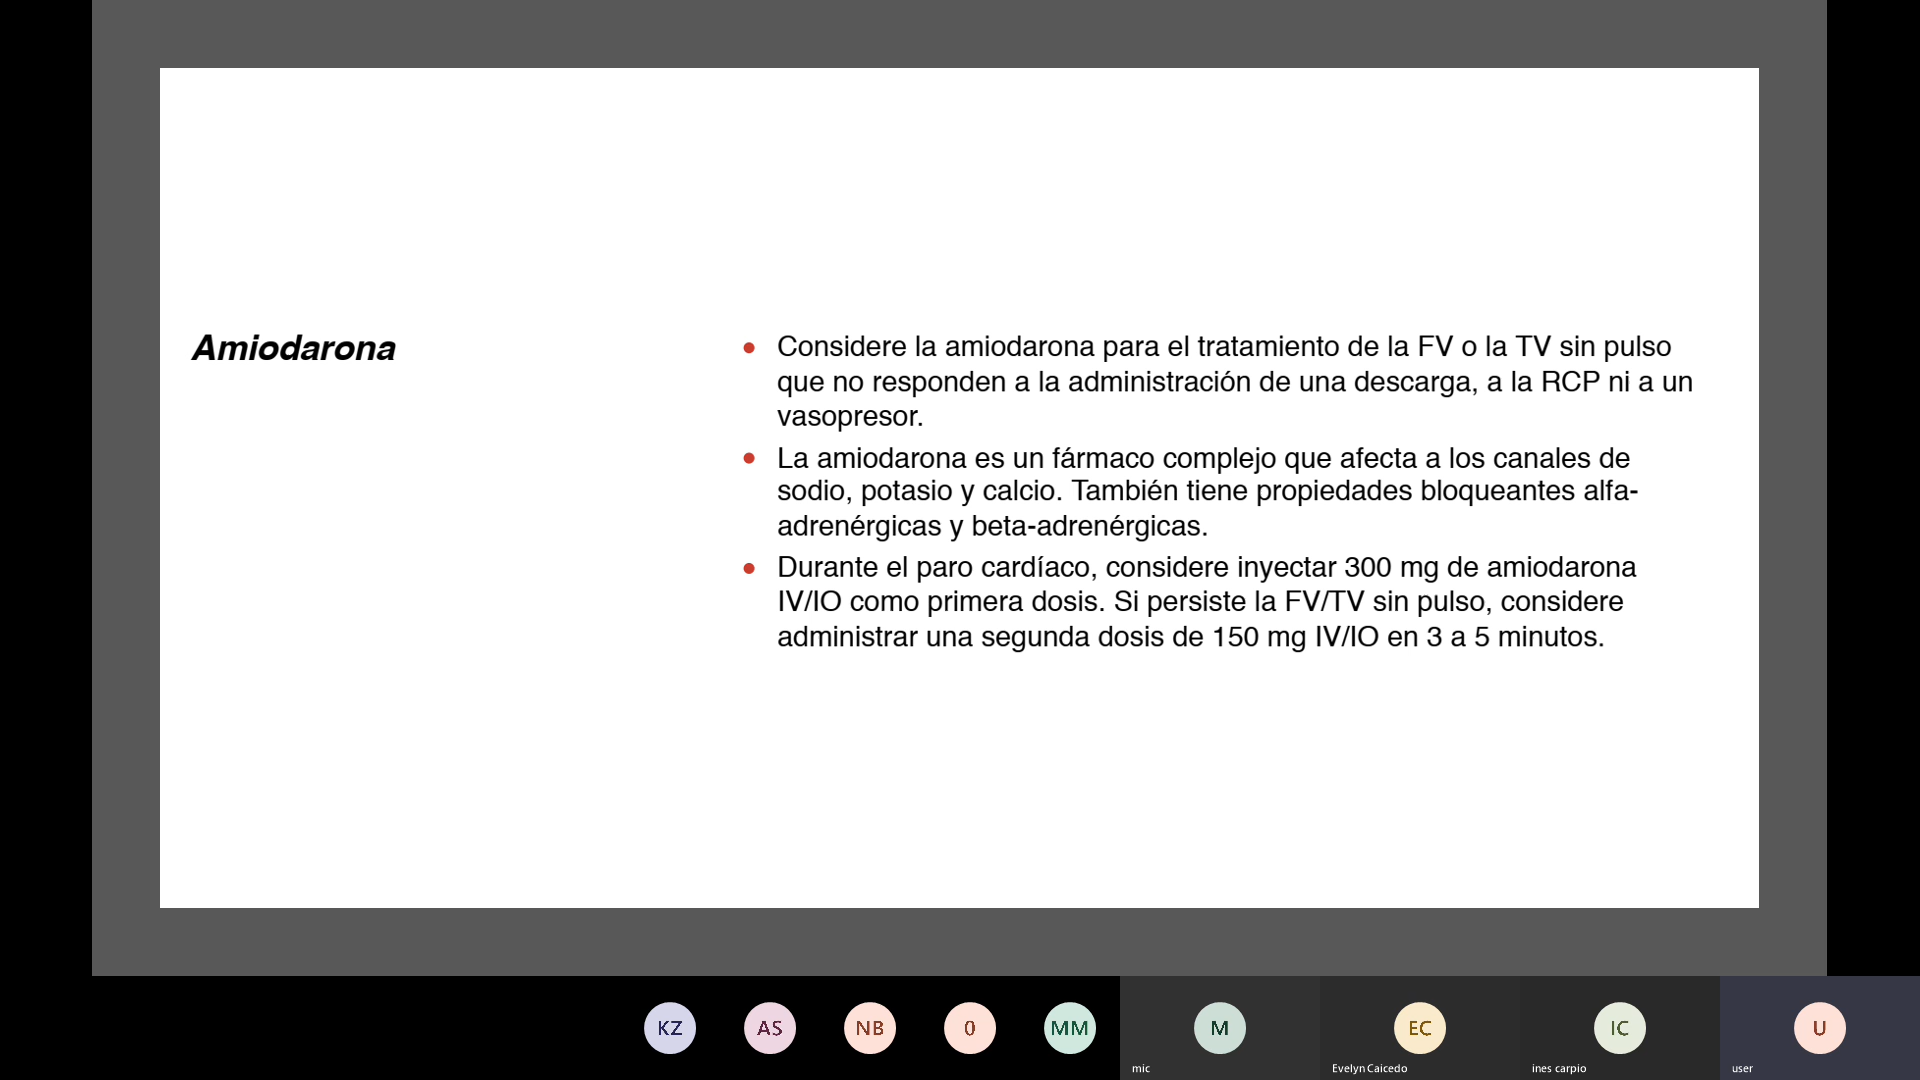 Amiodarona
• Considere la amiodarona para el tratamiento de la FV o la TV sin pulso
que no responden a la administración de una descarga, a la RCP ni a un
vasopresor.
• La amiodarona es un fármaco complejo que afecta a los canales de
sodio, potasio y calcio. También tiene propiedades bloqueantes alfa-
adrenérgicas y beta-adrenérgicas.
• Durante el paro cardíaco, considere inyectar 300 mg de amiodarona
IV/IO como primera dosis. Si persiste la FV/TV sin pulso, considere
administrar una segunda dosis de 150 mg IV/IO en 3 a 5 minutos.
KZ AS NB 0 MM M EC IC U
mic Evelyn Caicedo ines carpio user